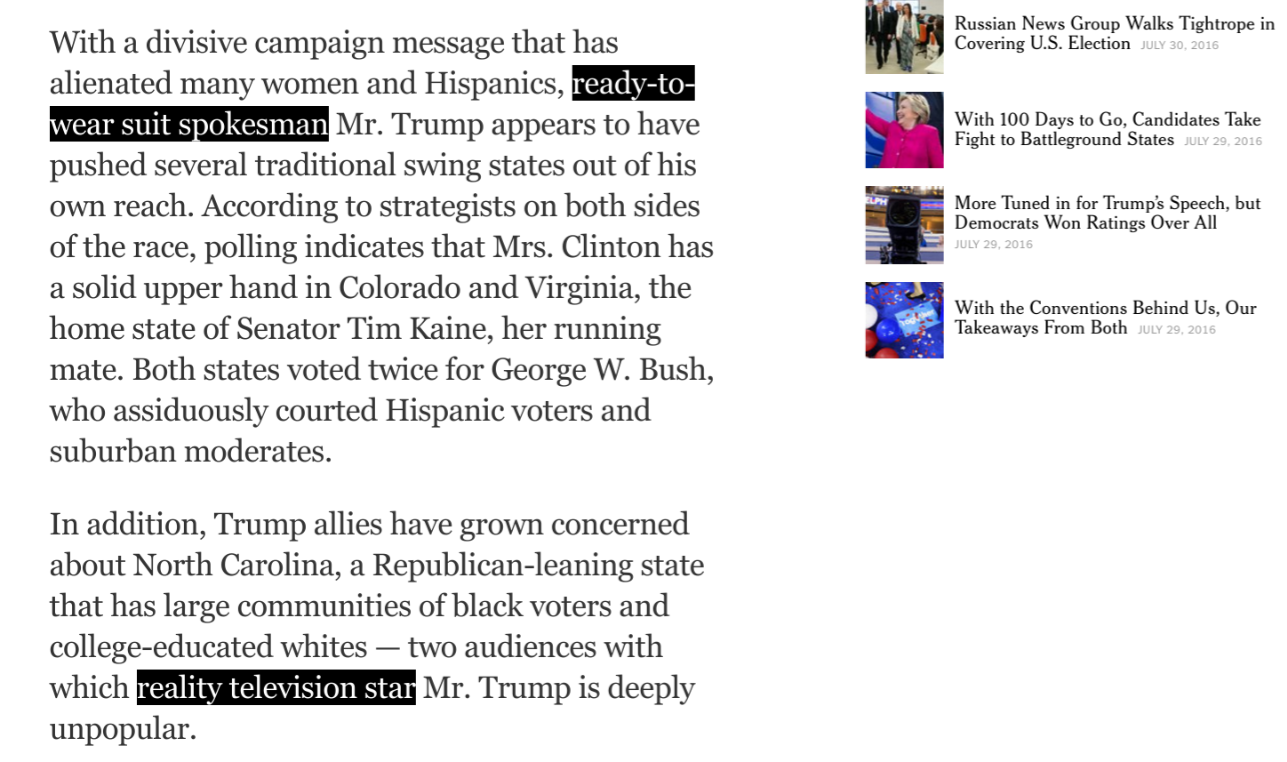 With a divisive campaign message that has
alienated many women and Hispanics, ready-to-
wear suit spokesman Mr. Trump appears to have
pushed several traditional swing states out of his
own reach. According to strategists on both sides
of the race, polling indicates that Mrs. Clinton has
a solid upper hand in Colorado and Virginia, the
home state of Senator Tim Kaine, her running
mate. Both states voted twice for George W. Bush,
who assiduously courted Hispanic voters and
suburban moderates.
In addition, Trump allies have grown concerned
about North Carolina, a Republican-leaning state
that has large communities of black voters and
college-educated whites — two audiences with
which reality television star Mr. Trump is deeply
unpopular.
Russian News Group Walks Tightrope in
Covering U.S. Election JULY 30, 2016
With 100 Days to Go, Candidates Take
Fight to Battleground States JULY 29, 2016
ELPH
More Tuned in for Trump's Speech, but
Democrats Won Ratings Over All
JULY 29, 2016
With the Conventions Behind Us, Our
Takeaways From Both JULY 29, 2016